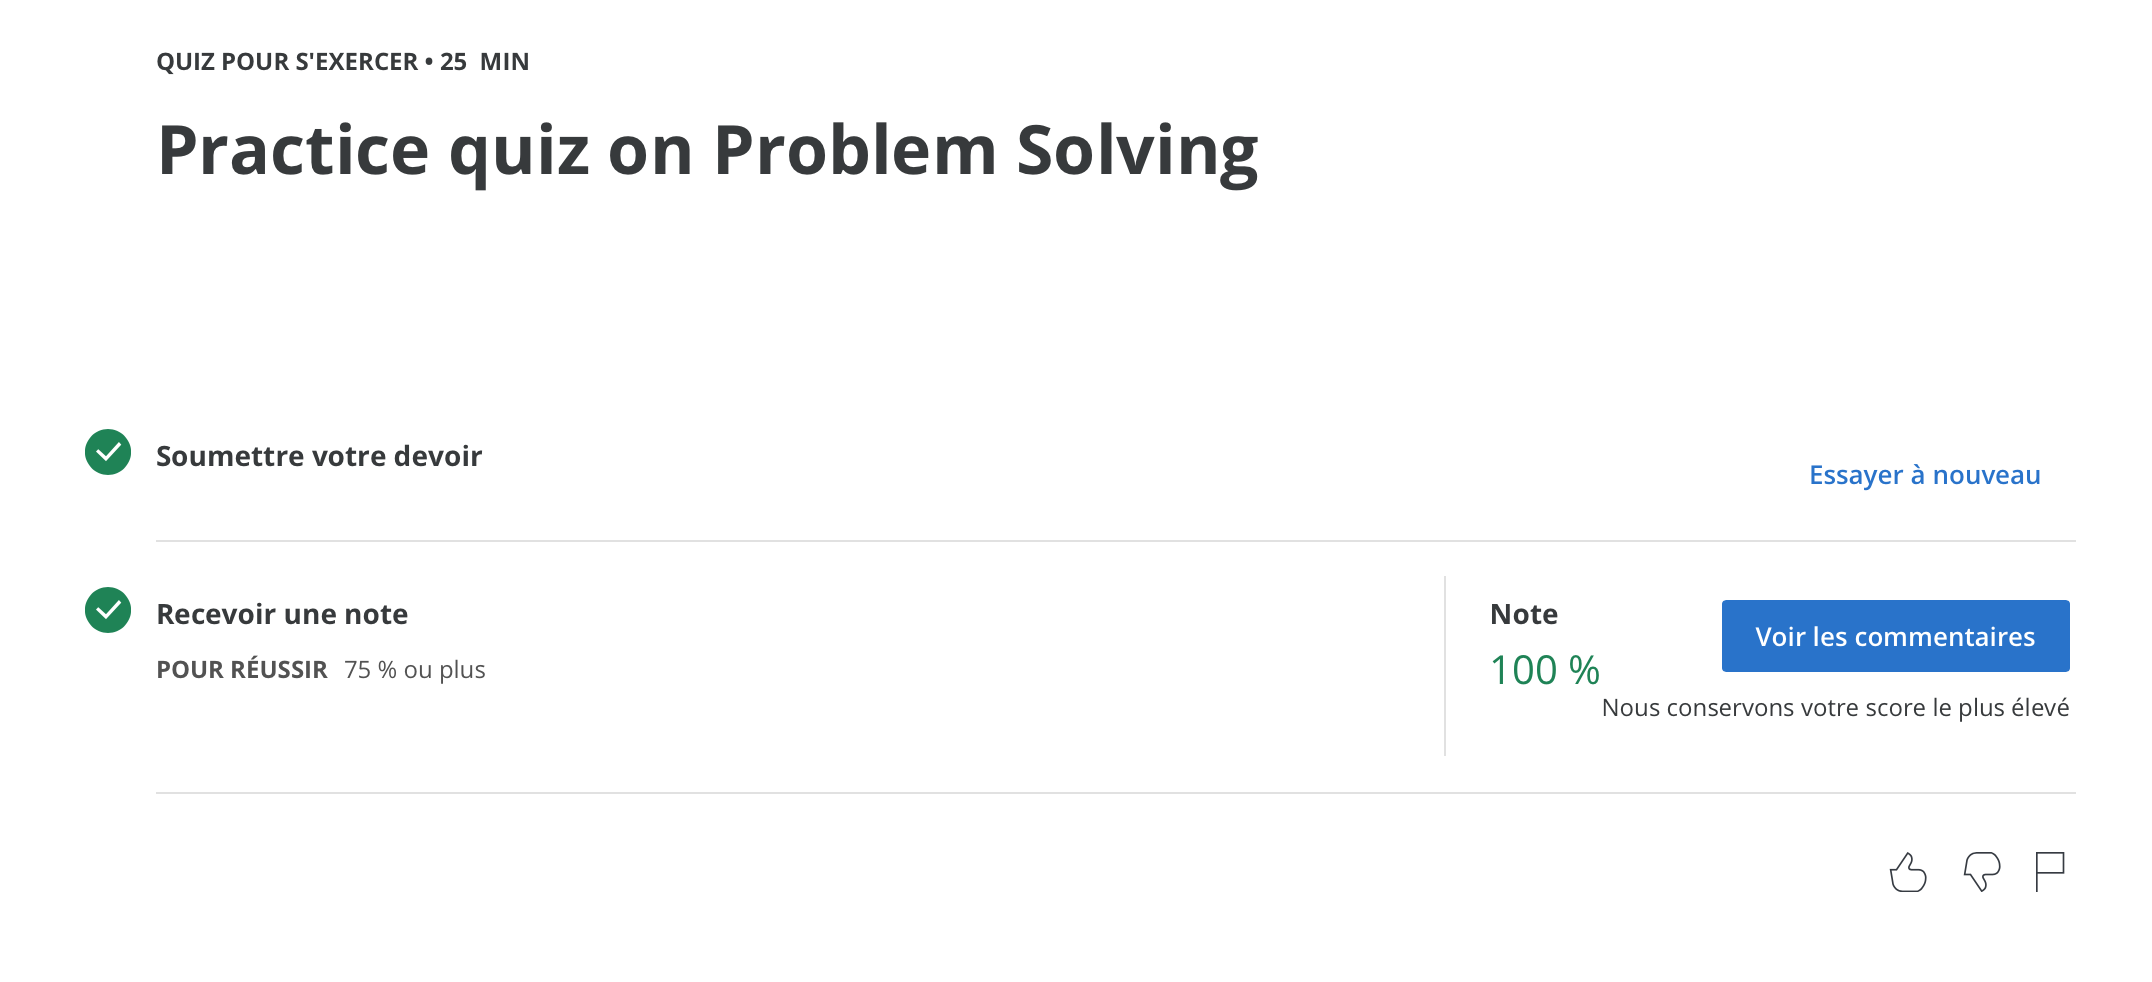 QUIZ POUR S'EXERCER • 25 MIN
Practice quiz on Problem Solving
Soumettre votre devoir
Essayer à nouveau
Recevoir une note
POUR RÉUSSIR 75 % ou plus
Note
100 %
Voir les commentaires
Nous conservons votre score le plus élevé